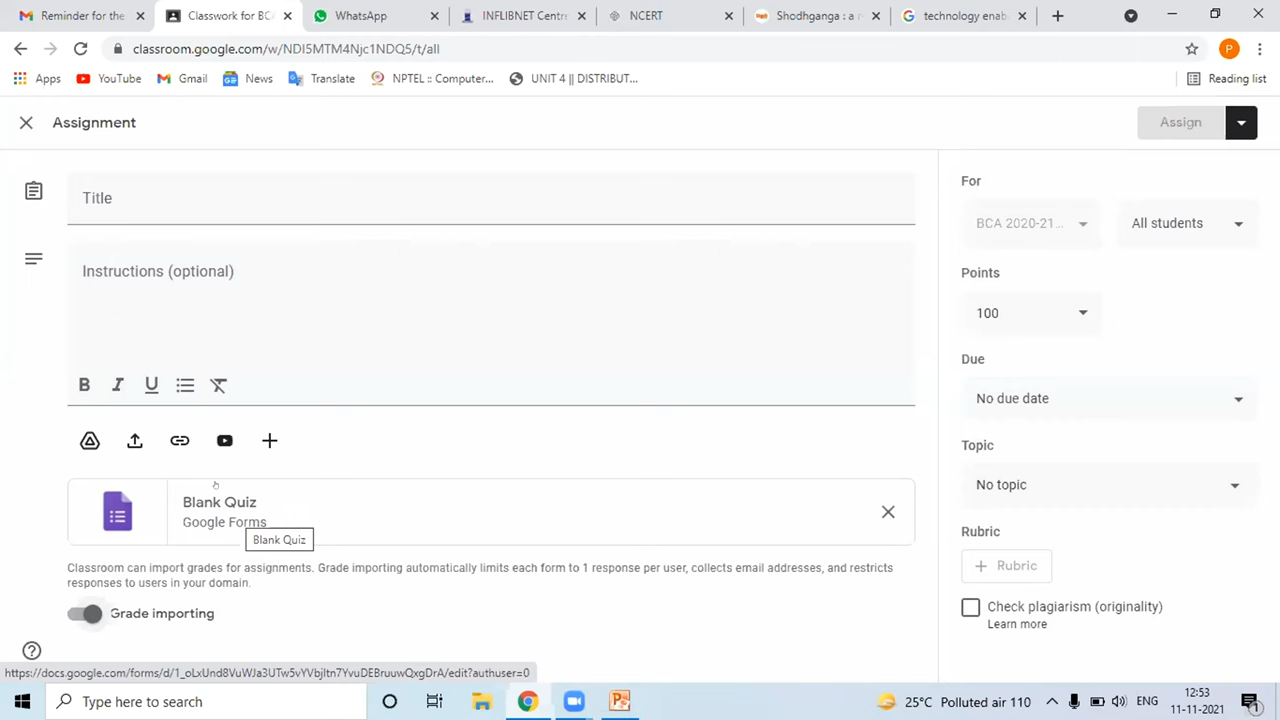 Reminder for the
Classwork for BCA
WhatsApp
INFLIBNET Centre
NCERT
Shodhganga : a r
technology enab
classroom.google.com/w/NDI5MTM4Njc1NDQ5/t/all
P
Apps
YouTube
Gmail
News
Translate
NPTEL :: Computer...
UNIT 4 || DISTRIBUT...
Reading list
Assignment
Assign
Title
Instructions (optional)
B I U
Blank Quiz
Google Forms
Blank Quiz
Classroom can import grades for assignments. Grade importing automatically limits each form to 1 response per user, collects email addresses, and restricts
responses to users in your domain.
Grade importing
For
BCA 2020-21...
All students
Points
100
Due
No due date
Topic
No topic
Rubric
Rubric
Check plagiarism (originality)
Learn more
https://docs.google.com/forms/d/1_oLxUnd8VuWJa3UTw5vYVbjltn7YvuDEBruuwQxgDrA/edit?authuser=0
Type here to search
25°C Polluted air 110
ENG
12:53
11-11-2021